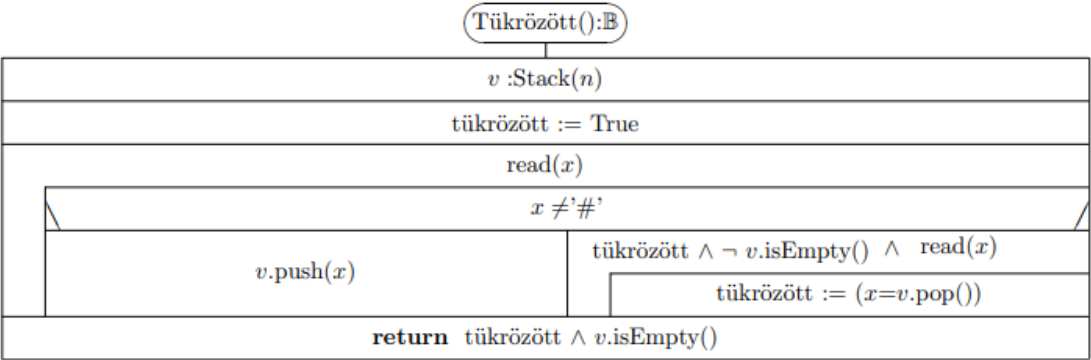 Tükrözött():𝔹
v :Stack(n)
tükrözött := True
read(x)
x ≠'#'
v.push(x)
tükrözött ∧ ¬ v.isEmpty() ∧ read(x)
tükrözött := (x=v.pop())
return tükrözött ∧ v.isEmpty()